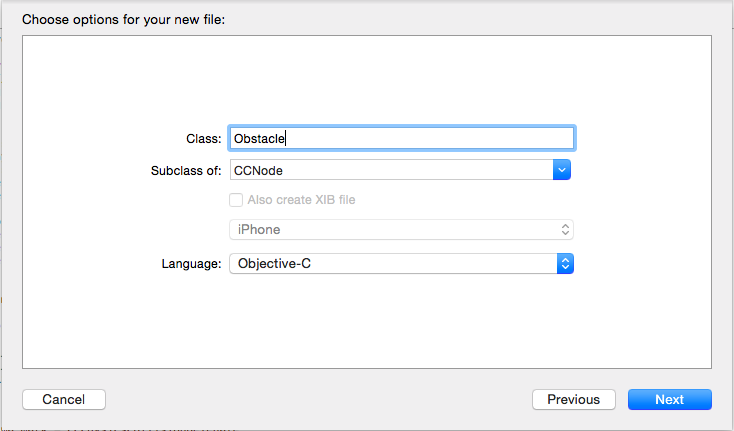 Choose options for your new file:
Class: Obstacle
Subclass of: CCNode
Also create XIB file
iPhone
Language: Objective-C
Cancel Previous Next